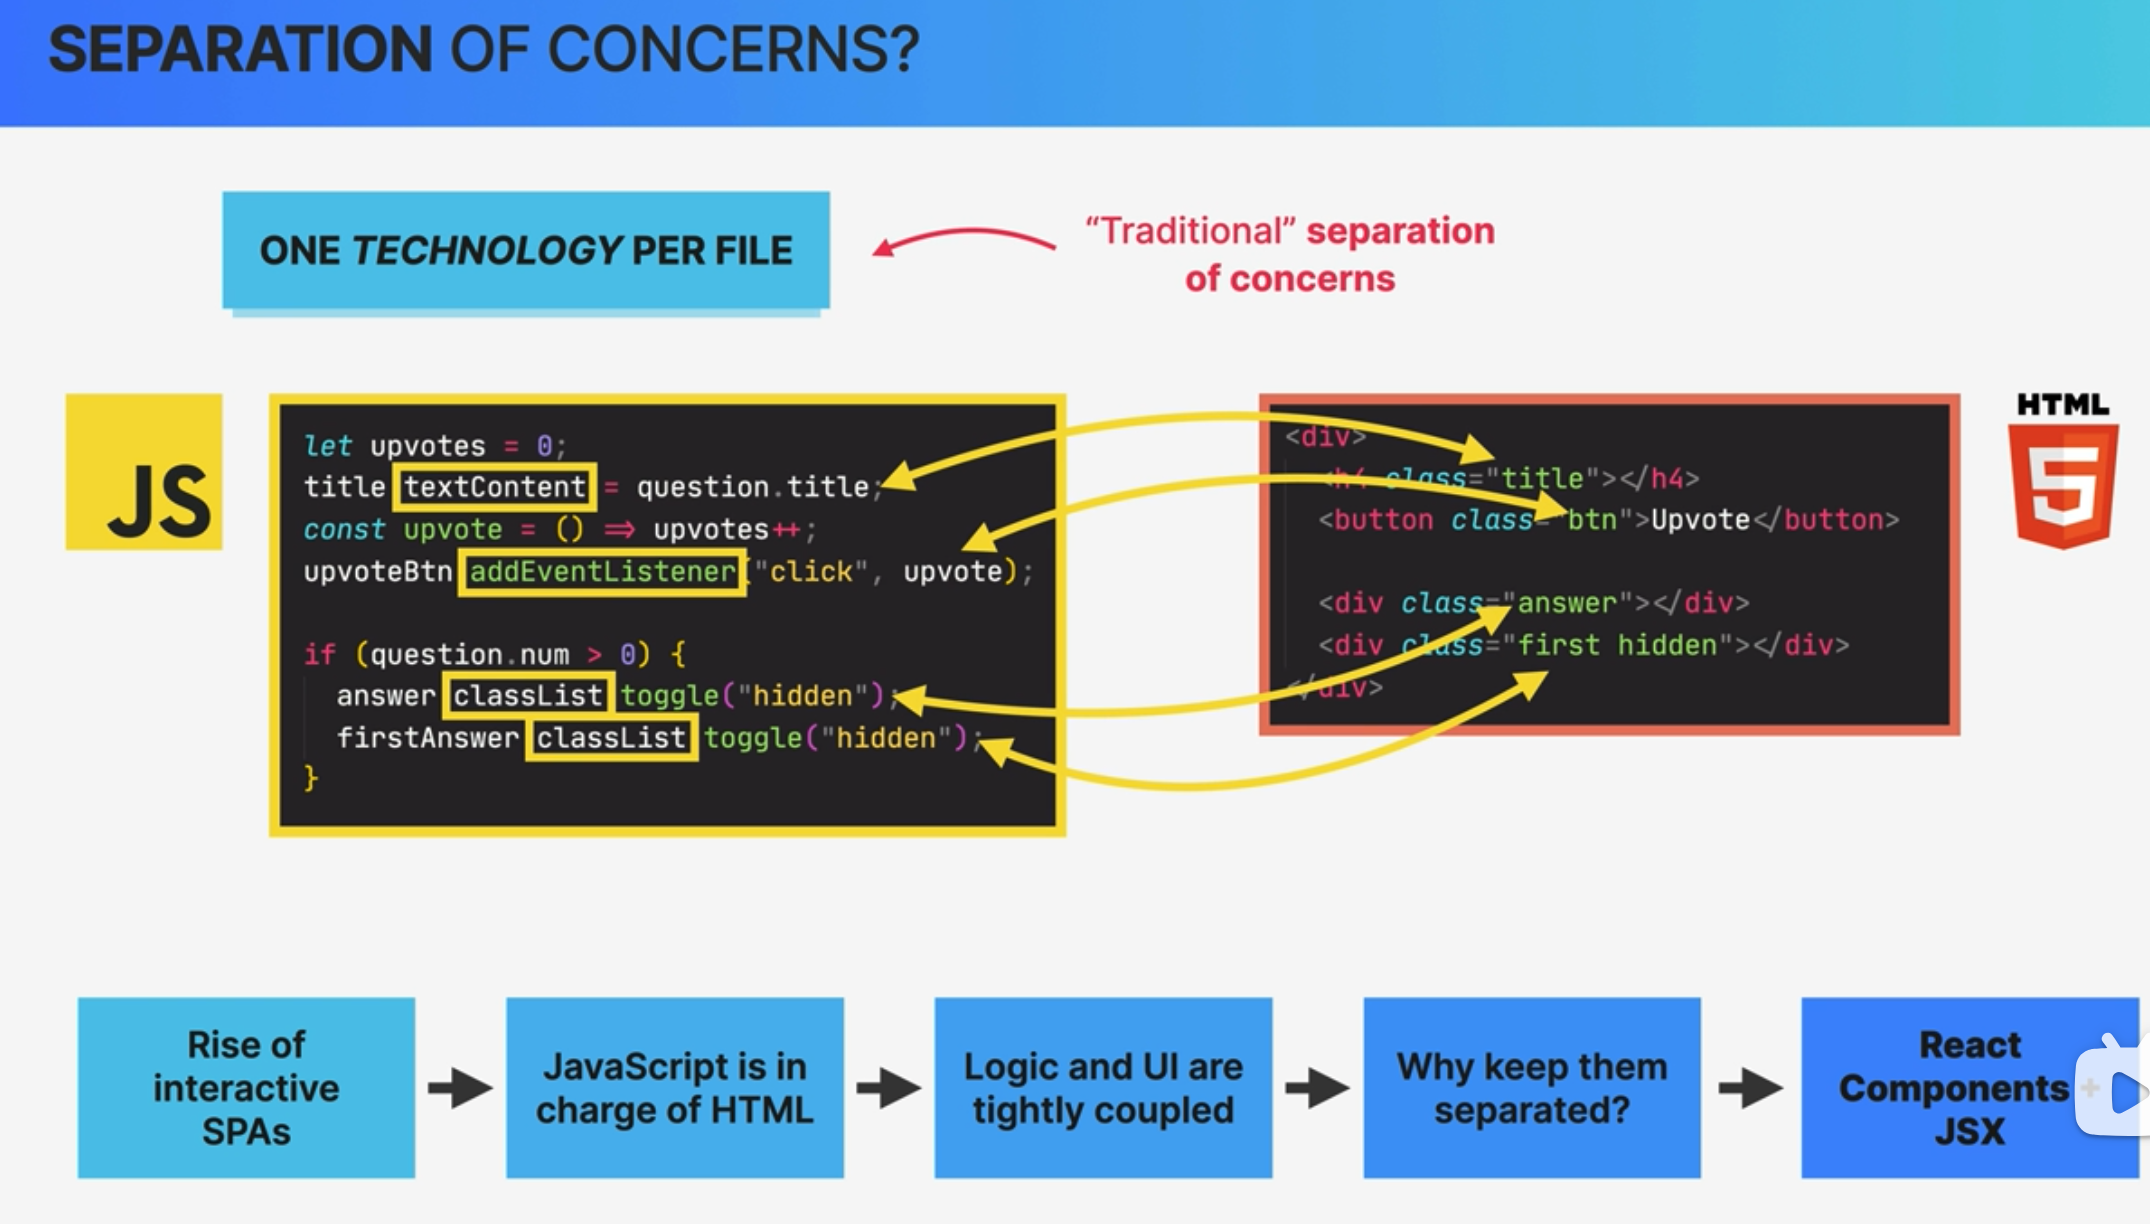 SEPARATION OF CONCERNS?
ONE TECHNOLOGY PER FILE
“Traditional” separation
of concerns
JS
let upvotes = 0;
title textContent = question.title;
const upvote = () => upvotes++;
upvoteBtn addEventListener("click", upvote);
if (question.num > 0) {
answer classList toggle("hidden");
firstAnswer classList toggle("hidden");
}
HTML
5
<div>
<h4 class="title"></h4>
<button class="btn">Upvote</button>
<div class="answer"></div>
<div class="first hidden"></div>
</div>
Rise of
interactive
SPAs
JavaScript is in
charge of HTML
Logic and UI are
tightly coupled
Why keep them
separated?
React
Components +
JSX